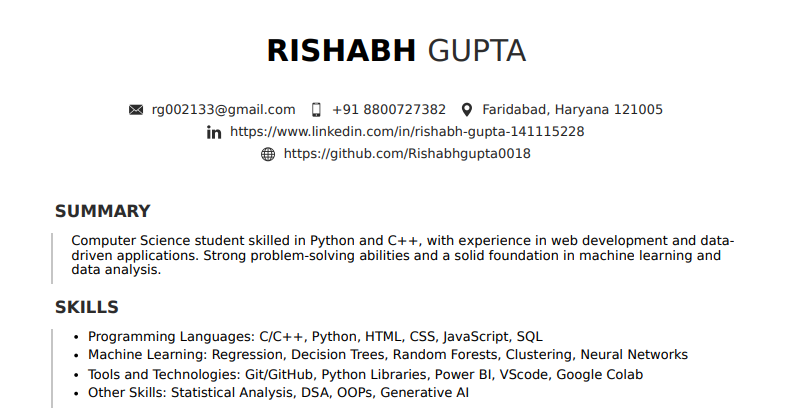 RISHABH GUPTA
rg002133@gmail.com +91 8800727382 Faridabad, Haryana 121005
https://www.linkedin.com/in/rishabh-gupta-141115228
https://github.com/Rishabhgupta0018
SUMMARY
Computer Science student skilled in Python and C++, with experience in web development and data-
driven applications. Strong problem-solving abilities and a solid foundation in machine learning and
data analysis.
SKILLS
• Programming Languages: C/C++, Python, HTML, CSS, JavaScript, SQL
• Machine Learning: Regression, Decision Trees, Random Forests, Clustering, Neural Networks
• Tools and Technologies: Git/GitHub, Python Libraries, Power BI, VScode, Google Colab
• Other Skills: Statistical Analysis, DSA, OOPs, Generative AI